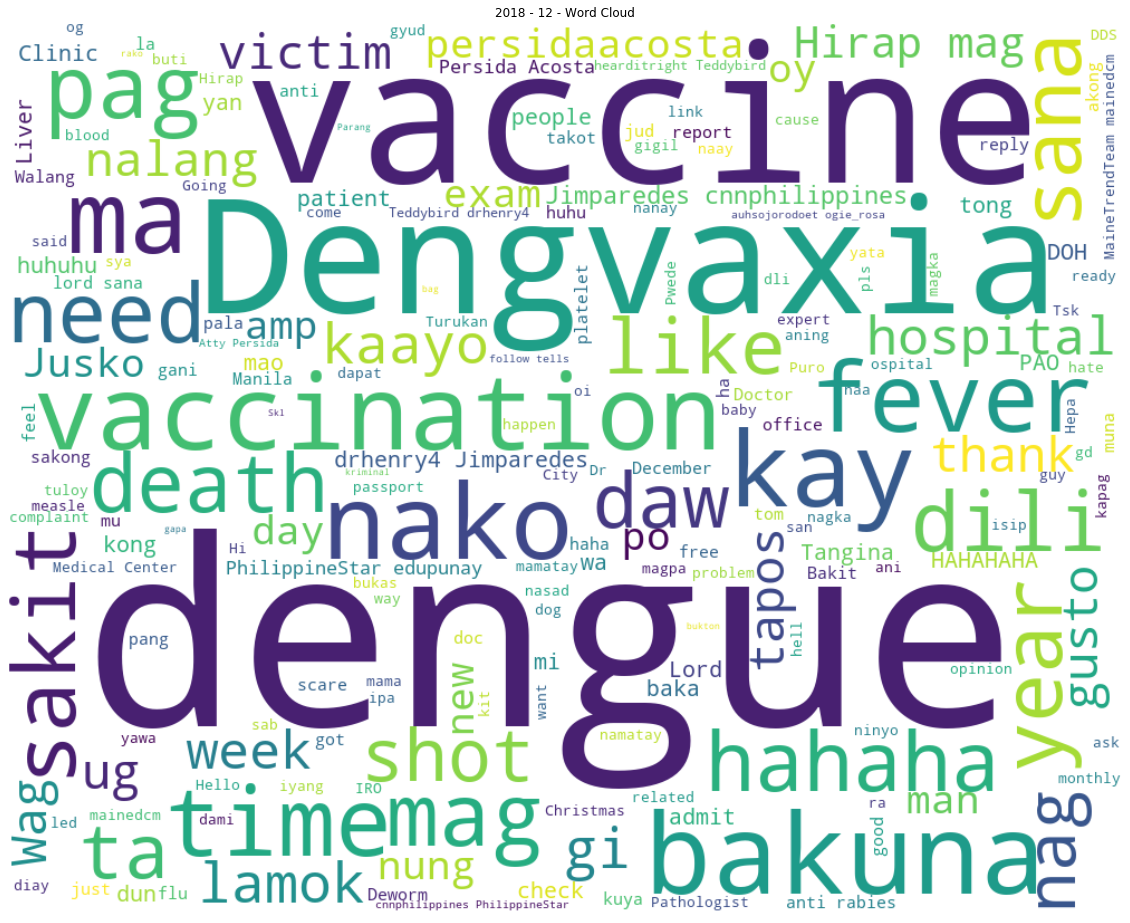 2018 - 12 - Word Cloud
og
la
gyud
persidaacosta
Hirap mag
DDS
Clinic
buti
rako
victim
Persida Acosta
hearditright Teddybird
oy
sana
akong
MaineTrendTeam mainedcm
pag
Hirap
yan
anti
vaccine
blood
Parang
people
link
cause
takot
jud
report
gigil
naay
reply
Liver
Walang
nalang
Going
patient
exam
Jimparedes cnnphilippines
ma
come
Teddybird drhenry4
huhu
nanay
auhsojorodoet ogie_rosa
tong
said
sya
Dengvaxia
yata
DOH
huhuhu
lord sana
platelet
Pwede
dli
pls
magka
ready
need
bag
pala
amp
Turukan
expert
Tsk
Atty Persida
kaayo
like
aning
hospital
Jusko
gani
mao
follow tells
Puro
ospital
PAO
hate
Manila
dapat
feel
vaccination
Skl
oi
ha
Doctor
naa
fever
baby
happen
office
Hepa
muna
sakong
death
drhenry4 Jimparedes
City
Dr
December
kay
thank
gd
guy
kriminal
tuloy
passport
measle
nako
daw
tom
san
nagka
dili
isip
kapag
complaint
mu
gapa
day
po
kong
Hi
haha
wa
free
tapos
Tangina
HAHAHAHA
sakit
Medical Center
PhilippineStar edupunay
mamatay
magpa
problem
Bakit
ani
bukas
way
nasad
dog
year
gusto
dengue
pang
doc
buktom
hell
mi
Lord
opinion
scare
mama
ipa
new
kit
want
baka
sab
yawa
week
got
shot
namatay
hahaha
ninyo
ask
ug
Hello
iyang
IRO
monthly
Wag
related
mainedcm
dami
time
mag
Christmas
ra
man
led
admit
good
nag
ta
gi
bakuna
nung
diay
just
dun
flu
lamok
Deworm
check
kuya
Pathologist
anti rabies
cnnphilippines PhilippineStar